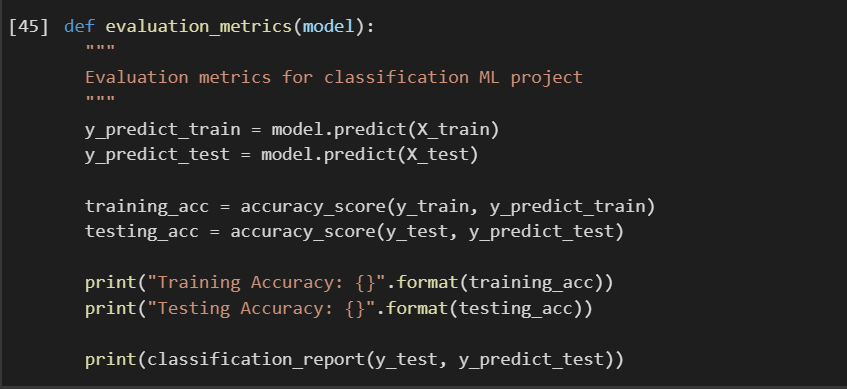 [45] def evaluation_metrics(model):
"""
Evaluation metrics for classification ML project
"""
y_predict_train = model.predict(X_train)
y_predict_test = model.predict(X_test)
training_acc = accuracy_score(y_train, y_predict_train)
testing_acc = accuracy_score(y_test, y_predict_test)
print("Training Accuracy: {}".format(training_acc))
print("Testing Accuracy: {}".format(testing_acc))
print(classification_report(y_test, y_predict_test))